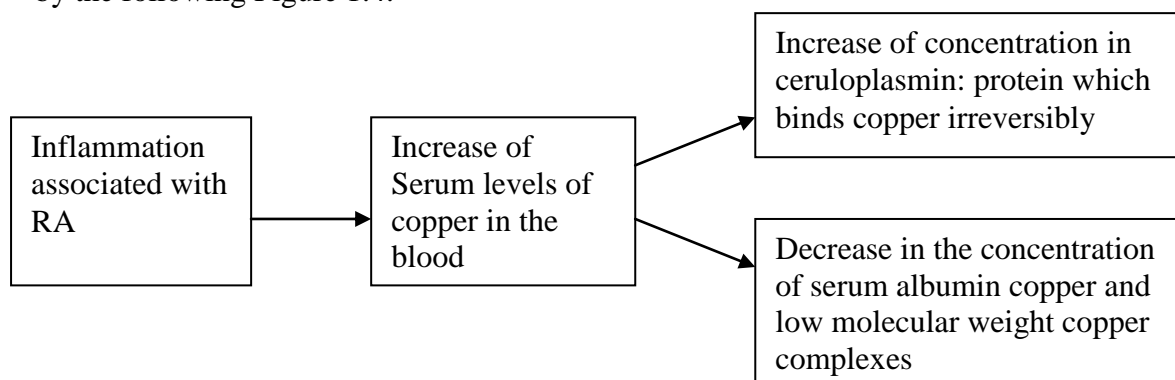 by the following Figure 1.4.
Inflammation
associated with
RA
Increase of
Serum levels of
copper in the
blood
Increase of concentration in
ceruloplasmin: protein which
binds copper irreversibly
Decrease in the concentration
of serum albumin copper and
low molecular weight copper
complexes